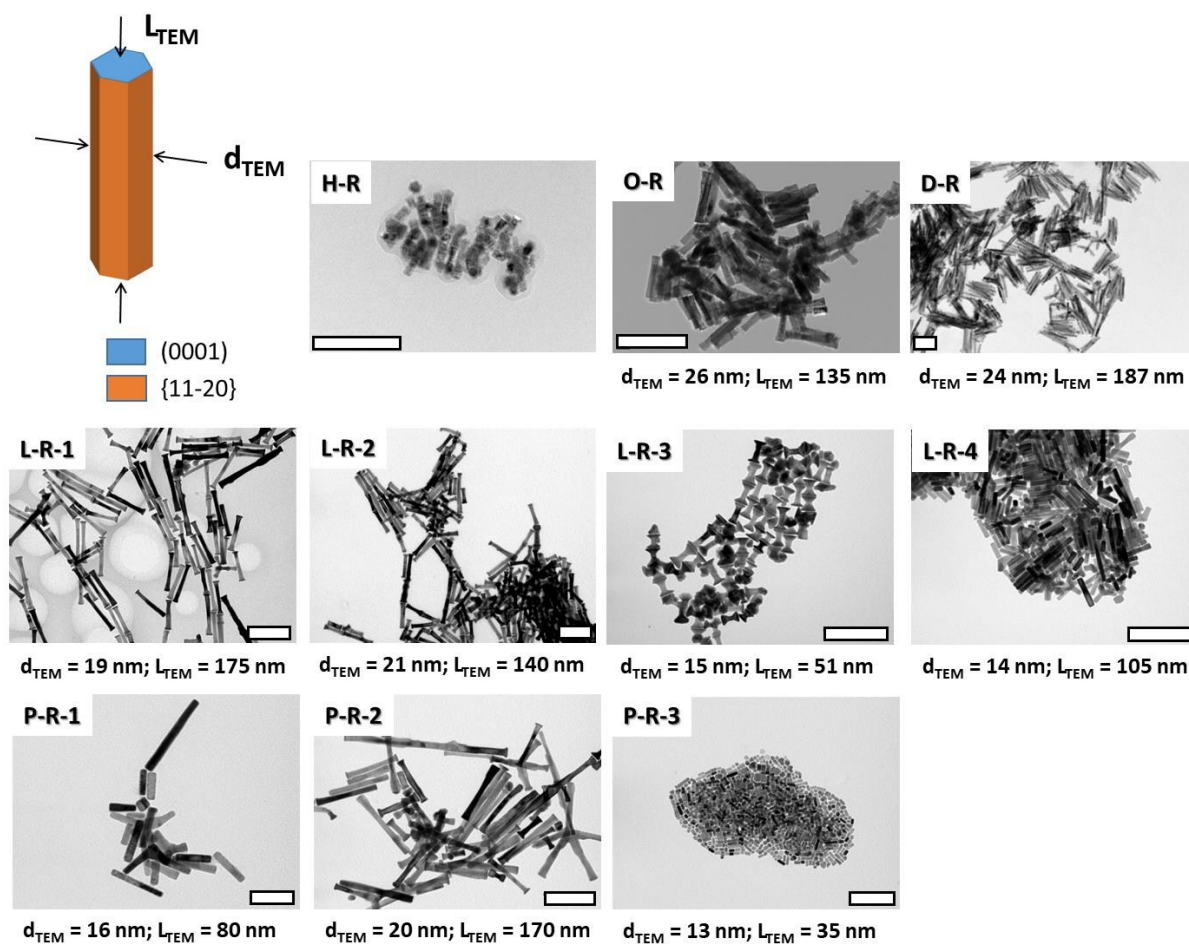 L_TEM
d_TEM
(0001)
{11-20}
H-R
O-R
D-R
d_TEM = 26 nm; L_TEM = 135 nm
d_TEM = 24 nm; L_TEM = 187 nm
L-R-1
L-R-2
L-R-3
L-R-4
d_TEM = 19 nm; L_TEM = 175 nm
d_TEM = 21 nm; L_TEM = 140 nm
d_TEM = 15 nm; L_TEM = 51 nm
d_TEM = 14 nm; L_TEM = 105 nm
P-R-1
P-R-2
P-R-3
d_TEM = 16 nm; L_TEM = 80 nm
d_TEM = 20 nm; L_TEM = 170 nm
d_TEM = 13 nm; L_TEM = 35 nm